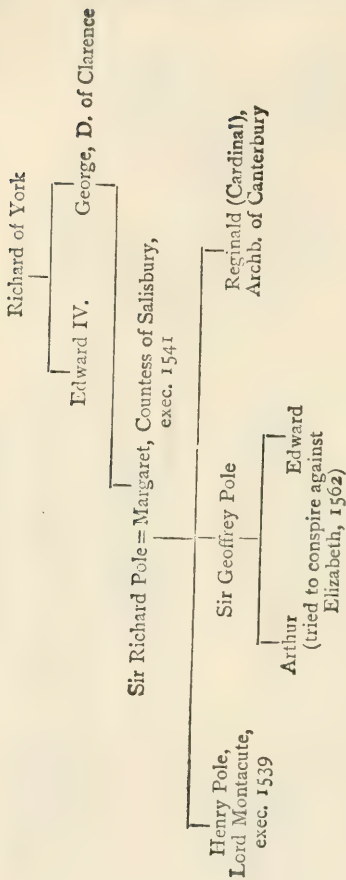 Richard of York
Edward IV. George, D. of Clarence
Sir Richard Pole = Margaret, Countess of Salisbury,
exec. 1541
Henry Pole,
Lord Montacute,
exec. 1539
Sir Geoffrey Pole
Reginald (Cardinal),
Archb. of Canterbury
Arthur Edward
(tried to conspire against
Elizabeth, 1562)